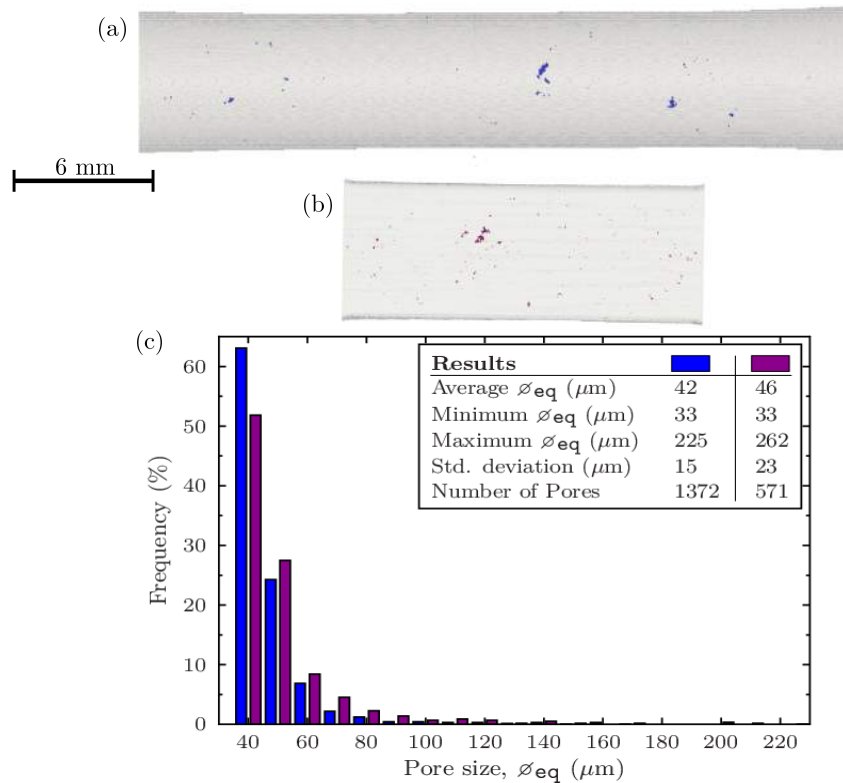 (a)
6 mm
(b)
(c)
Results
Average ⌀eq (μm) 42 46
Minimum ⌀eq (μm) 33 33
Maximum ⌀eq (μm) 225 262
Std. deviation (μm) 15 23
Number of Pores 1372 571
Frequency (%)
60
50
40
30
20
10
0
40 60 80 100 120 140 160 180 200 220
Pore size, ⌀eq (μm)